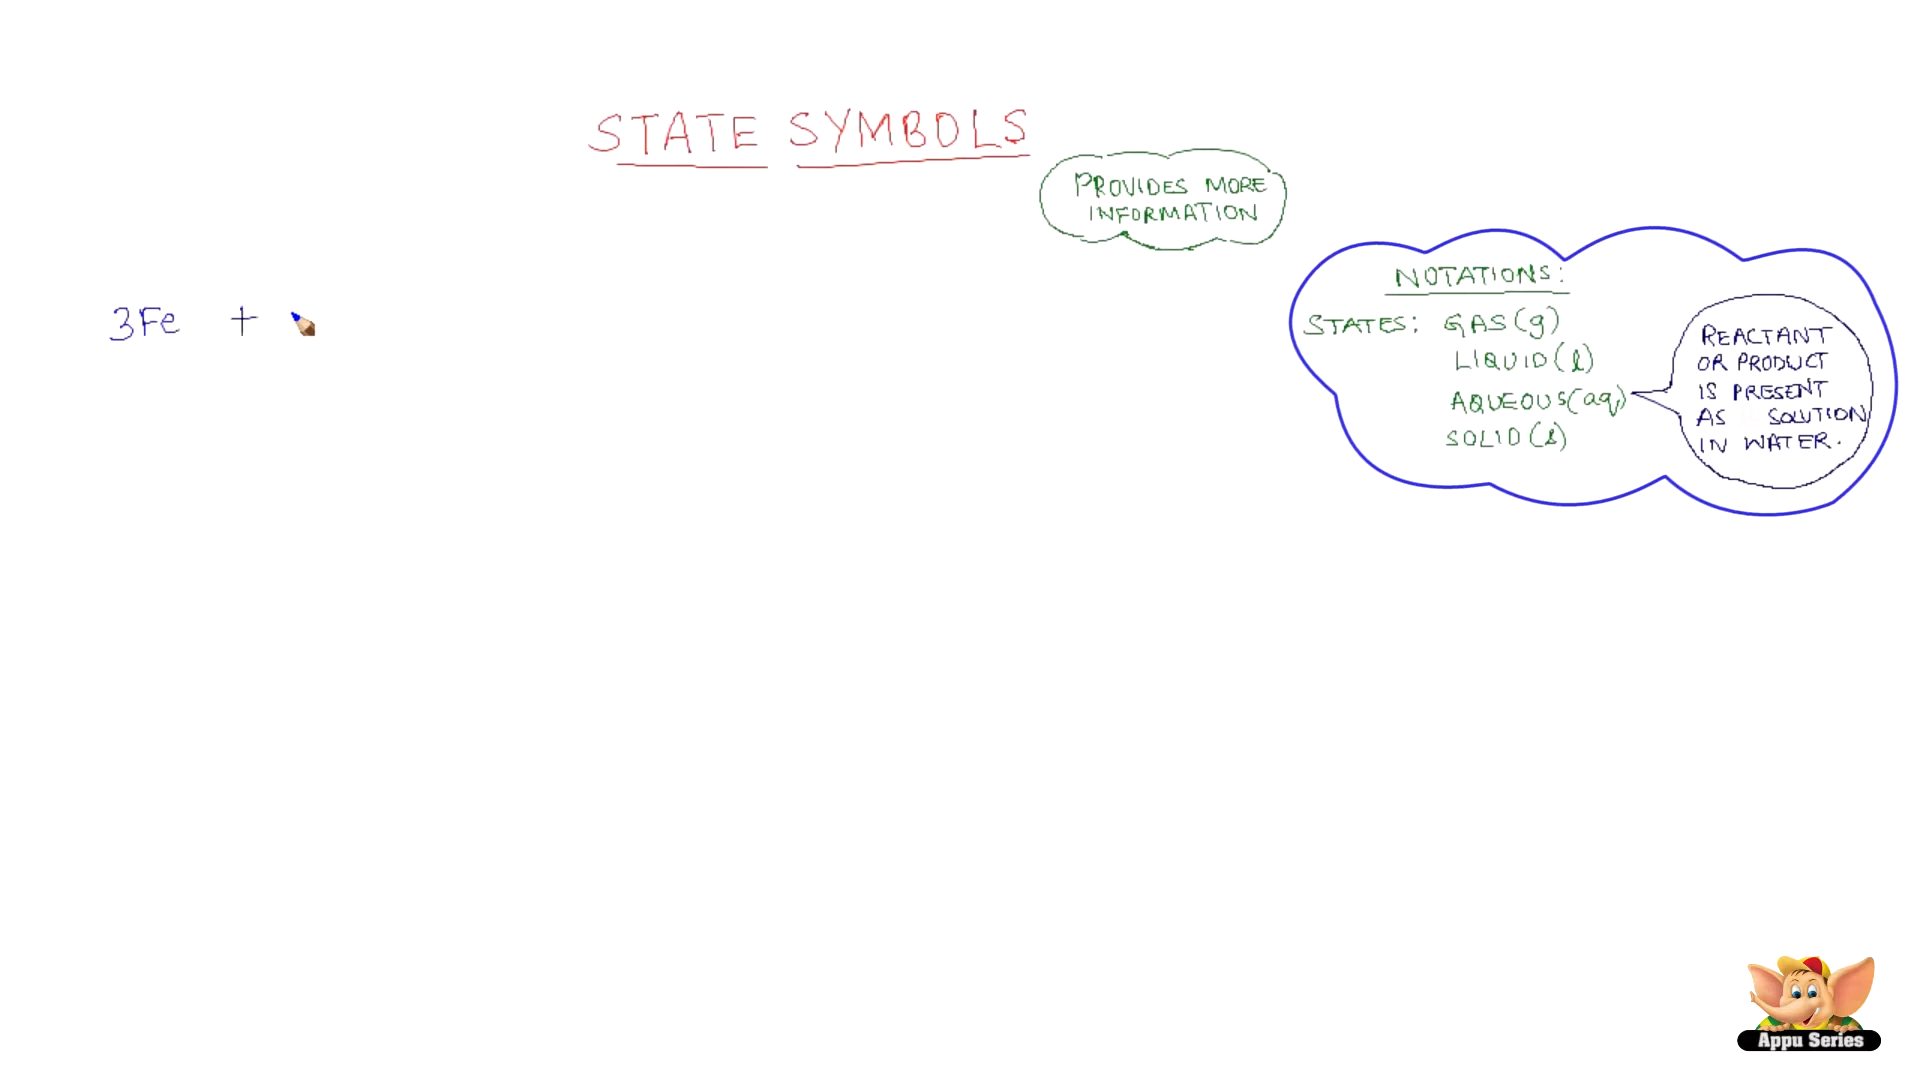 STATE SYMBOLS
PROVIDES MORE
INFORMATION
NOTATIONS:
STATES: GAS(g)
LIQUID(l)
AQUEOUS(aq)
SOLID(s)
REACTANT
OR PRODUCT
IS PRESENT
AS SOLUTION
IN WATER.
3Fe +
Appu Series